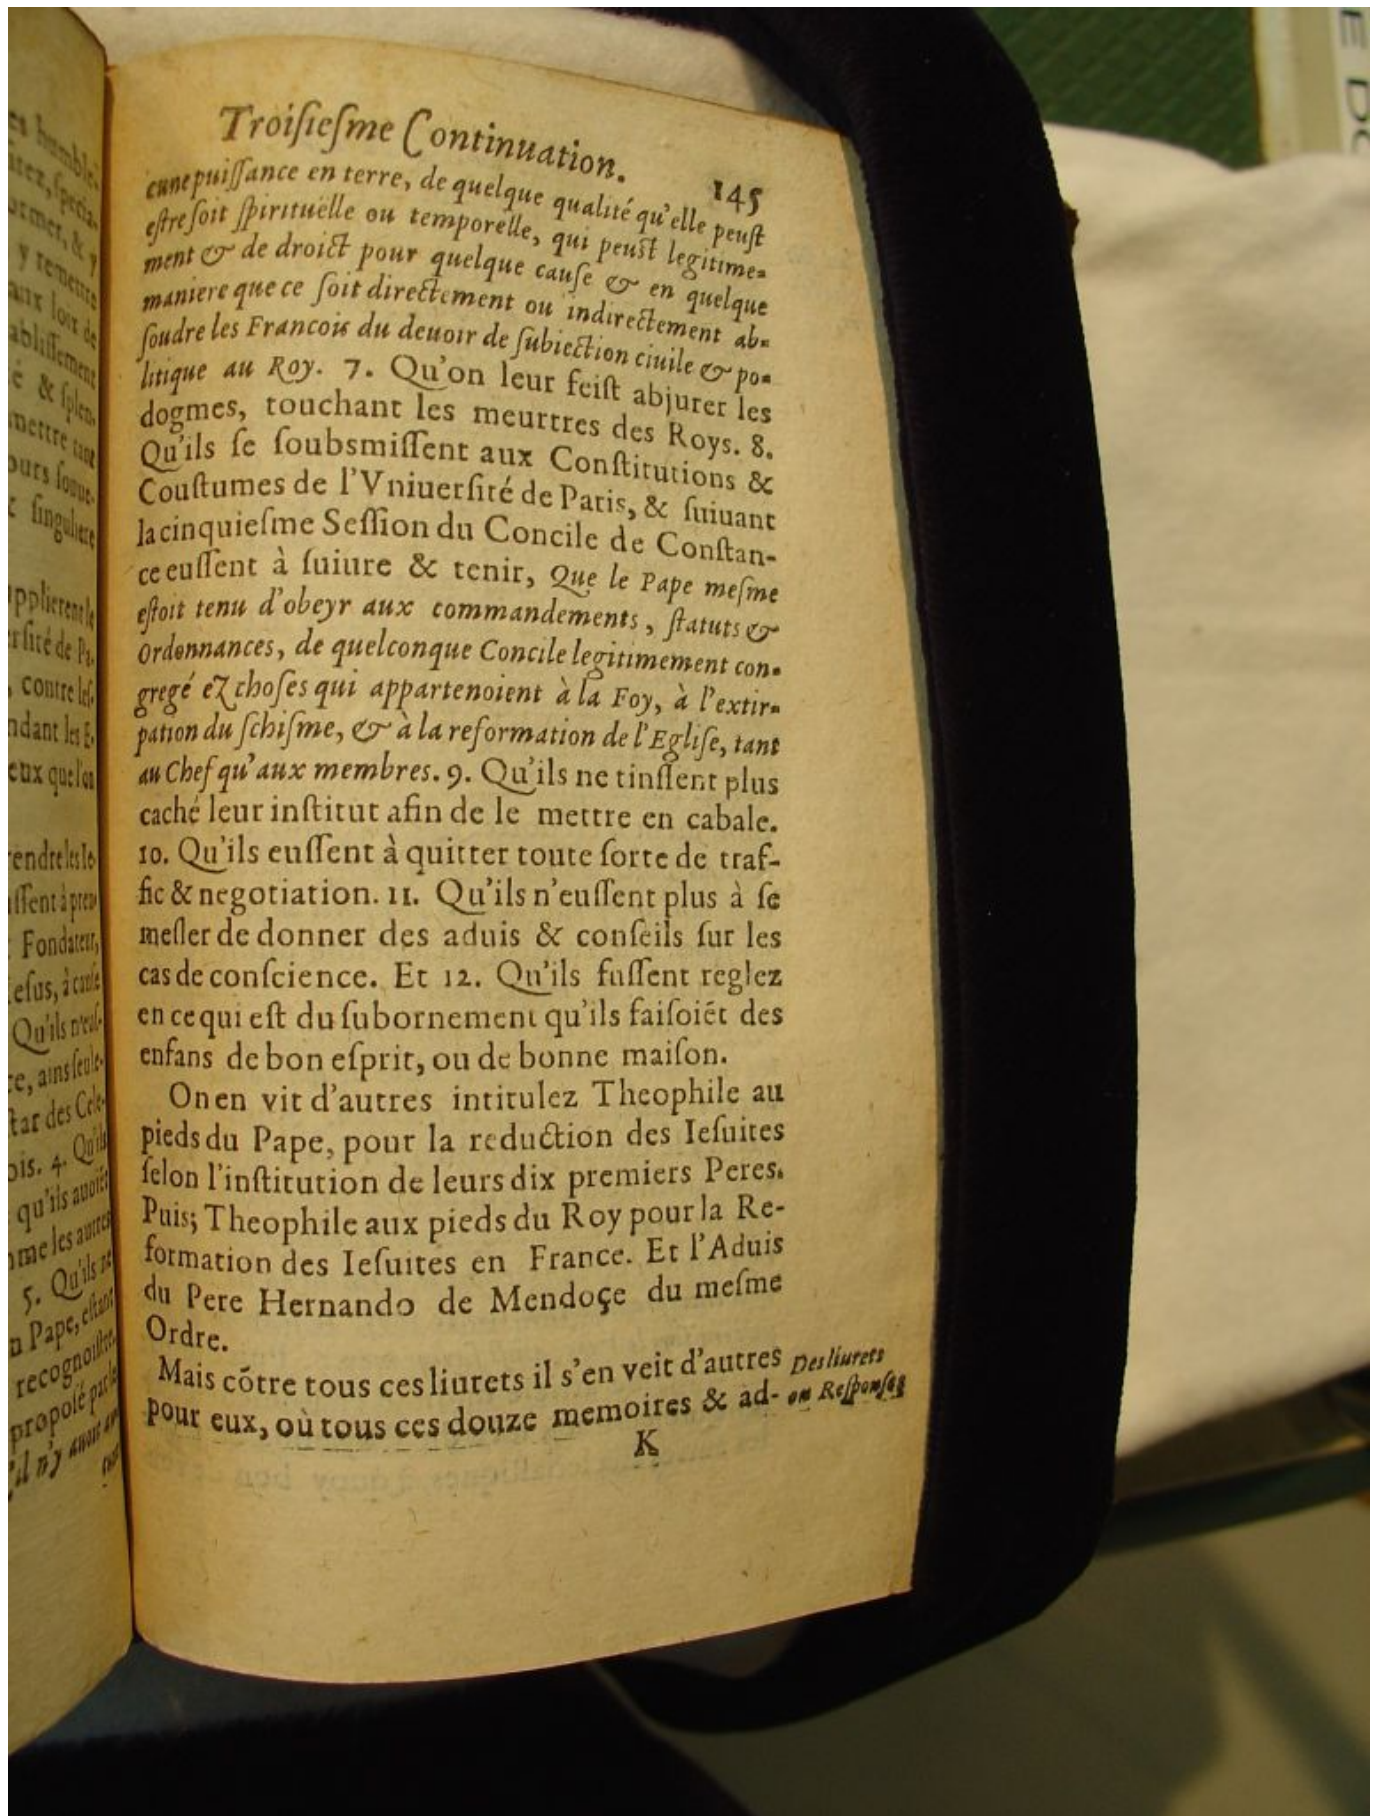 Troiſieſme Continuation.
145
cune puiſſance en terre, de quelque qualité qu'elle peuſt
eſtre ſoit ſpirituëlle ou temporelle, qui peuſt legitime-
ment & de droict pour quelque cauſe & en quelque
maniere que ce ſoit directement ou indirectement ab-
ſoudre les Francois du deuoir de ſubiection ciuile & po-
litique au Roy. 7. Qu'on leur feiſt abjurer les
dogmes, touchant les meurtres des Roys. 8.
Qu'ils ſe ſoubsmiſſent aux Conſtitutions &
Couſtumes de l'Vniuerſité de Paris, & ſuiuant
la cinquieſme Seſſion du Concile de Conſtan-
ce euſſent à ſuiure & tenir, Que le Pape meſme
eſtoit tenu d'obeyr aux commandements, ſtatuts &
Ordonnances, de quelconque Concile legitimement con-
gregé ez choſes qui appartenoient à la Foy, à l'extir-
pation du ſchiſme, & à la reformation de l'Egliſe, tant
au Chef qu'aux membres. 9. Qu'ils ne tinſſent plus
caché leur inſtitut afin de le mettre en cabale.
10. Qu'ils euſſent à quitter toute ſorte de traf-
fic & negotiation. 11. Qu'ils n'euſſent plus à ſe
meſler de donner des aduis & conſeils ſur les
cas de conſcience. Et 12. Qu'ils fuſſent reglez
en ce qui eſt du ſubornement qu'ils faiſoiét des
enfans de bon eſprit, ou de bonne maiſon.
On en vit d'autres intitulez Theophile au
pieds du Pape, pour la reduction des Ieſuites
ſelon l'inſtitution de leurs dix premiers Peres.
Puis; Theophile aux pieds du Roy pour la Re-
formation des Ieſuites en France. Et l'Aduis
du Pere Hernando de Mendoçe du meſme
Ordre.
Mais cõtre tous ces liurets il s'en veit d'autres
pour eux, où tous ces douze memoires & ad-
Des liurets
ou Reſponſes
K